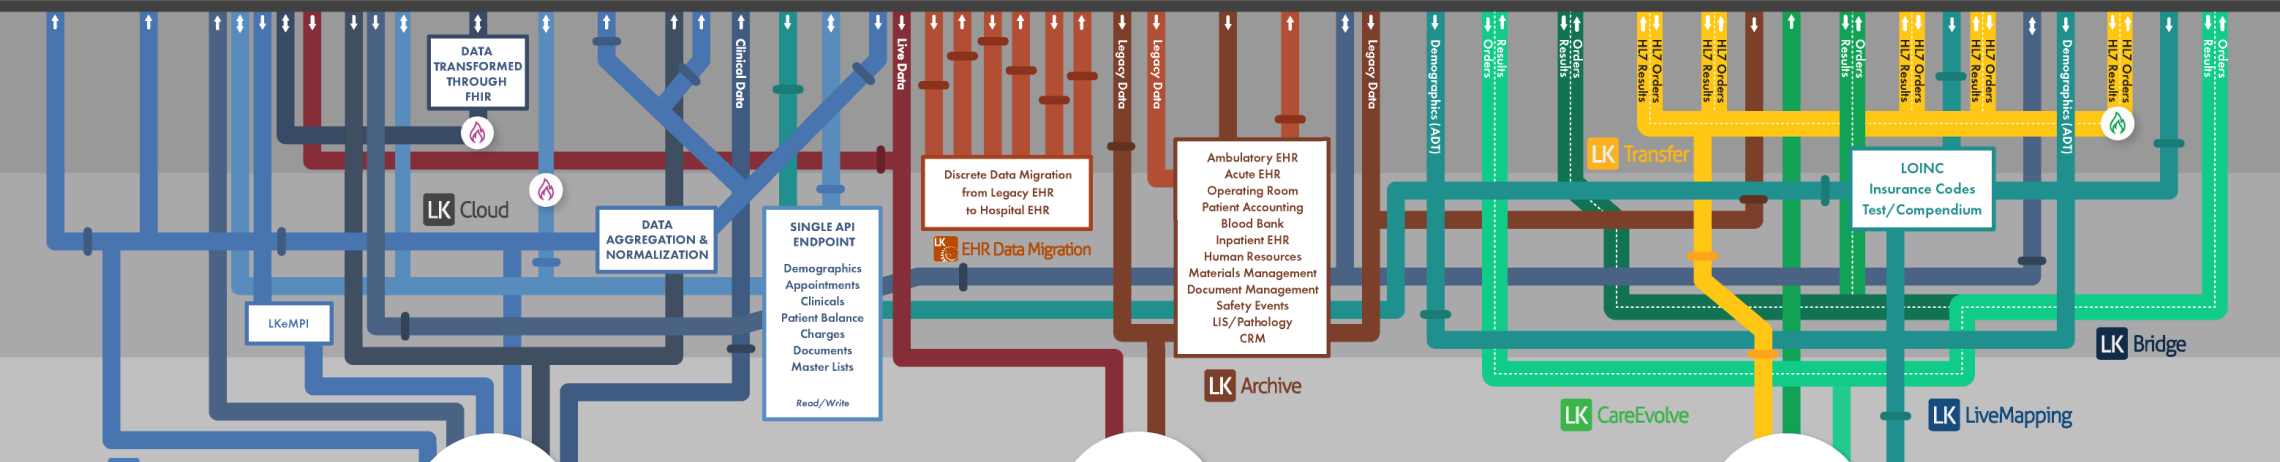 DATA
TRANSFORMED
THROUGH
FHIR
LK Cloud
LKeMPI
DATA
AGGREGATION &
NORMALIZATION
Clinical Data
SINGLE API
ENDPOINT
Demographics
Appointments
Clinicals
Patient Balance
Charges
Documents
Master Lists
Read/Write
Live Data
Discrete Data Migration
from Legacy EHR
to Hospital EHR
LK EHR Data Migration
Legacy Data
Legacy Data
Ambulatory EHR
Acute EHR
Operating Room
Patient Accounting
Blood Bank
Inpatient EHR
Human Resources
Materials Management
Document Management
Safety Events
LIS/Pathology
CRM
LK Archive
Legacy Data
Demographics (ADT)
Orders
Results
Results
Orders
LK Transfer
HL7 Results
HL7 Orders
HL7 Results
HL7 Orders
Results
Orders
HL7 Results
HL7 Orders
HL7 Results
HL7 Orders
Demographics (ADT)
HL7 Results
HL7 Orders
Results
Orders
LOINC
Insurance Codes
Test/Compendium
LK Bridge
LK CareEvolve
LK LiveMapping